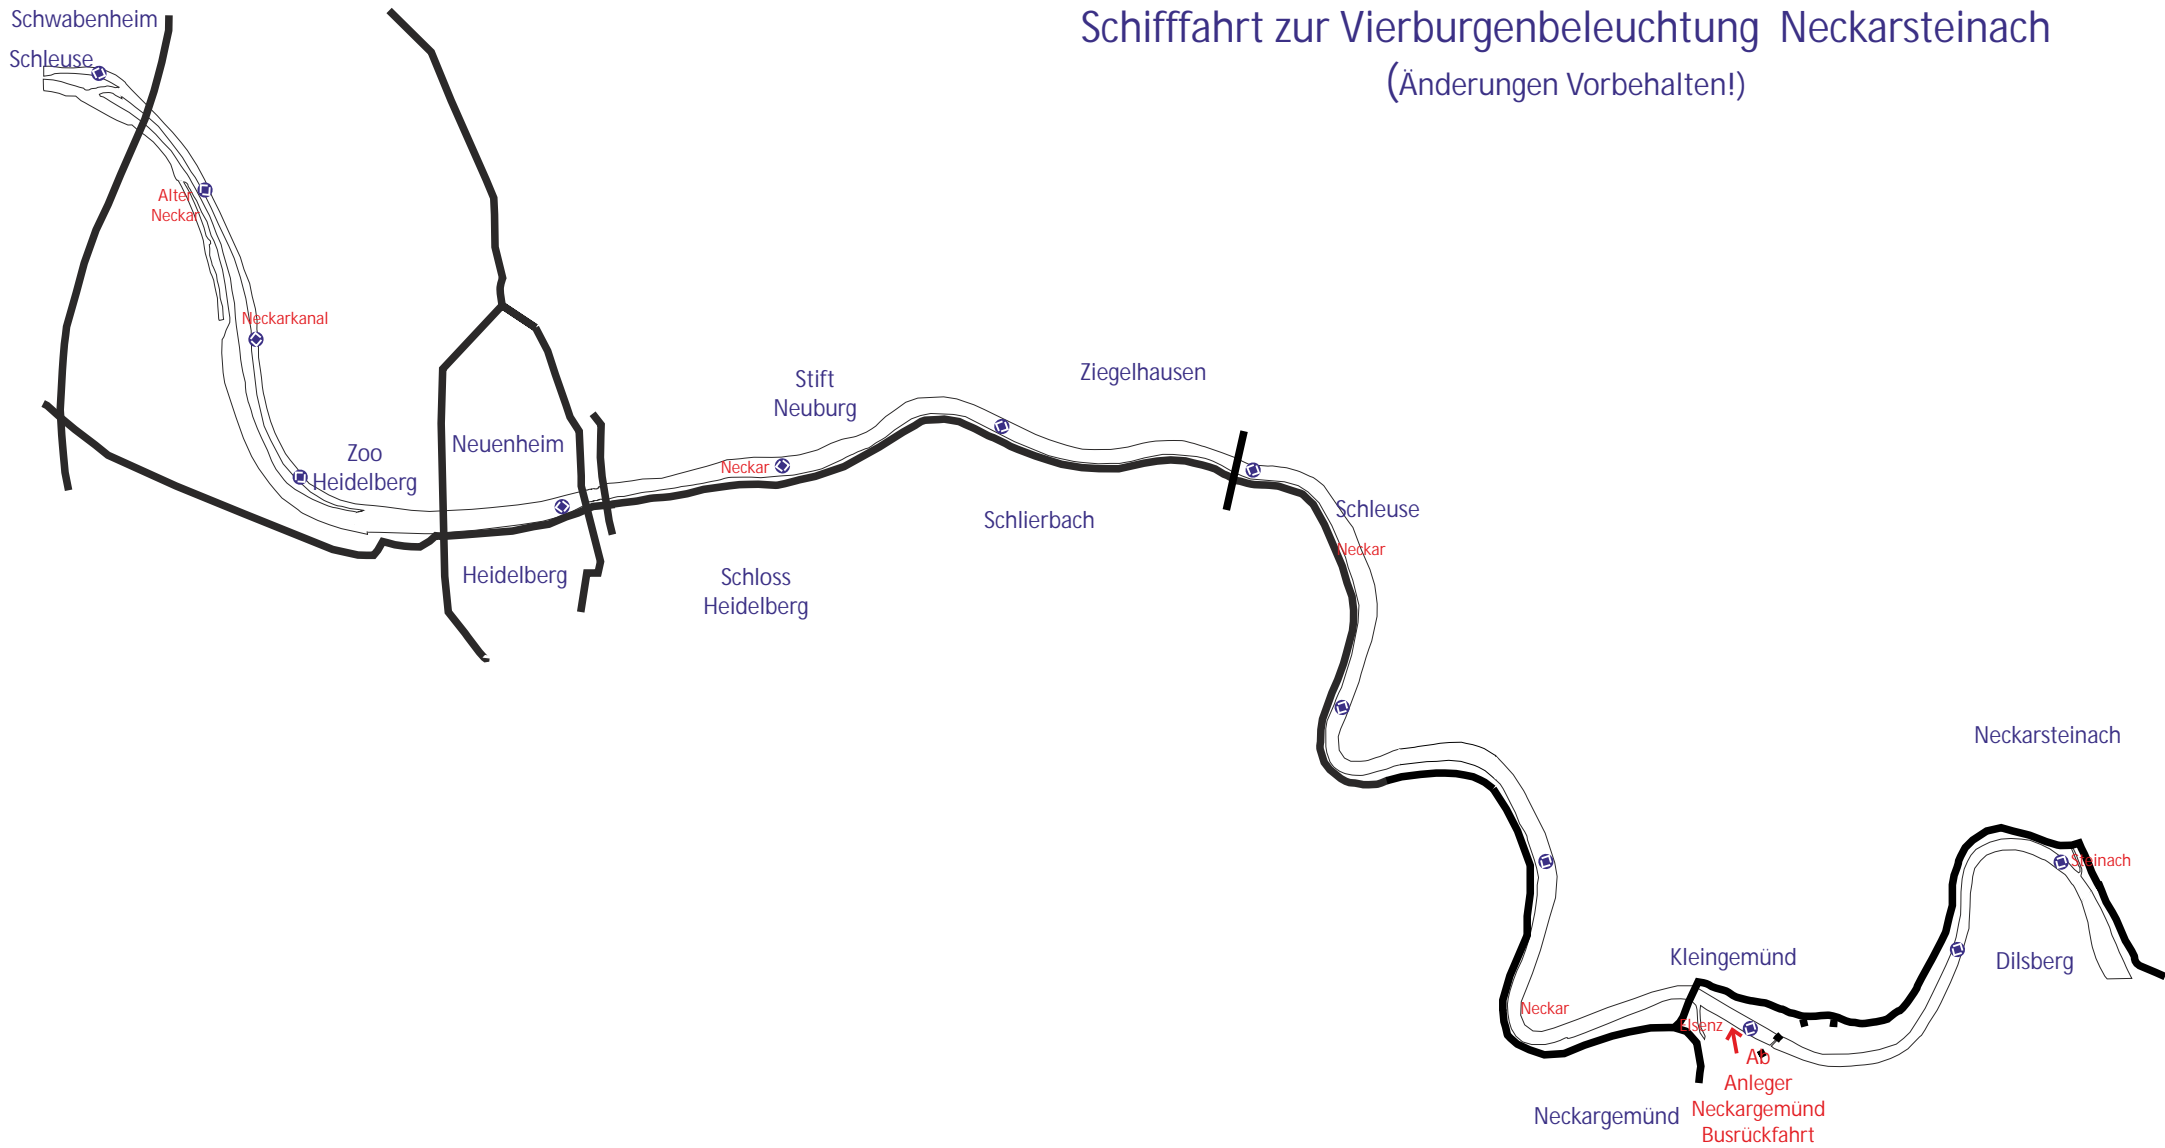 Schifffahrt zur Vierburgenbeleuchtung Neckarsteinach
(Änderungen Vorbehalten!)
Schwabenheim
Schleuse
Alter
Neckar
Neckarkanal
Zoo
Heidelberg
Neuenheim
Heidelberg
Stift
Neuburg
Neckar
Schloss
Heidelberg
Ziegelhausen
Schlierbach
Schleuse
Neckar
Neckarsteinach
Steinach
Dilsberg
Kleingemünd
Neckar
Elsenz
Ab
Anleger
Neckargemünd
Busrückfahrt
Neckargemünd